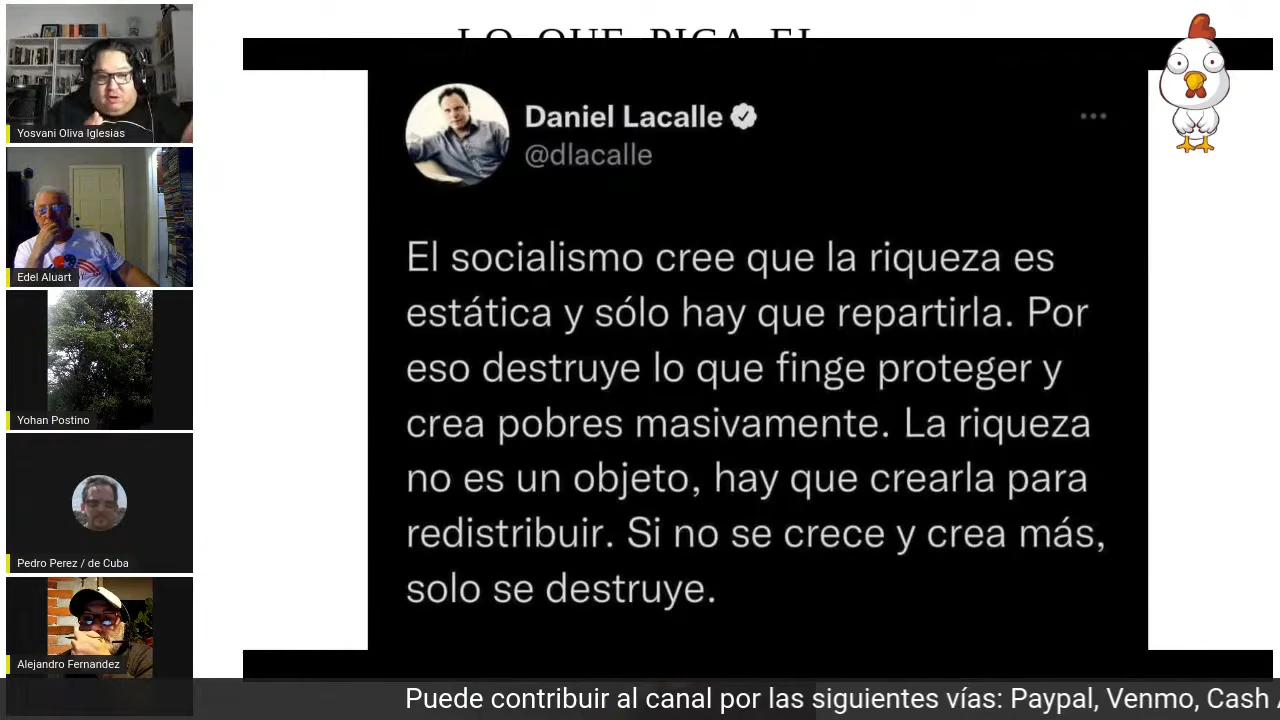 LO QUE PICA EL
Daniel Lacalle
@dlacalle
El socialismo cree que la riqueza es
estática y sólo hay que repartirla. Por
eso destruye lo que finge proteger y
crea pobres masivamente. La riqueza
no es un objeto, hay que crearla para
redistribuir. Si no se crece y crea más,
solo se destruye.
Yosvani Oliva Iglesias
Edel Aluart
Yohan Postino
Pedro Perez / de Cuba
Alejandro Fernandez
Puede contribuir al canal por las siguientes vías: Paypal, Venmo, Cash